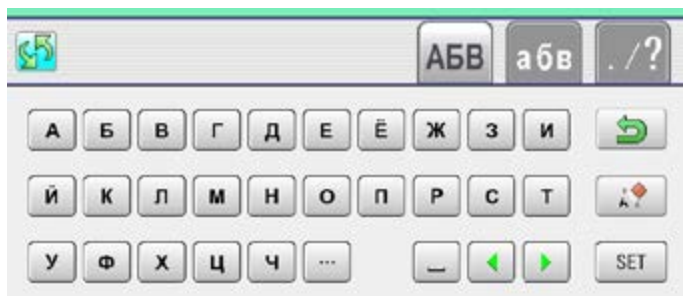 АБВ абв ./?
А Б В Г Д Е Ё Ж З И
Й К Л М Н О П Р С Т
У Ф Х Ц Ч ... SET